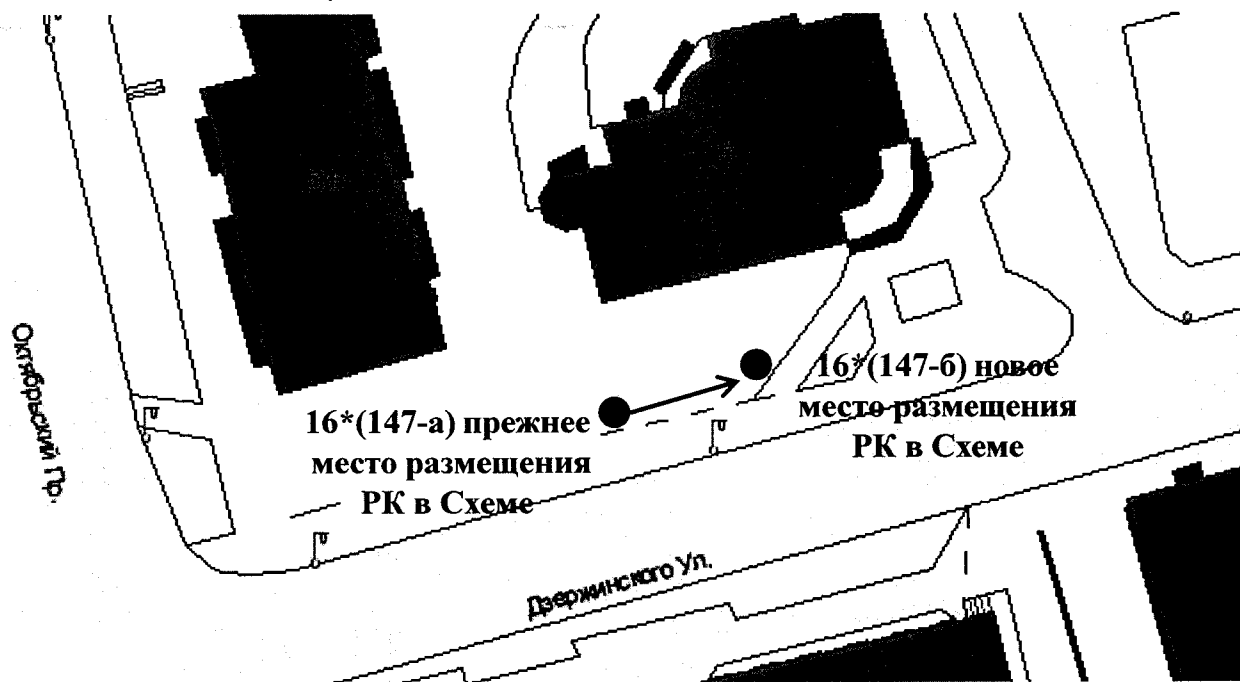 Октябрьский Пр.
16*(147-а) прежнее
место размещения
РК в Схеме
16*(147-б) новое
место размещения
РК в Схеме
Дзержинского Ул.